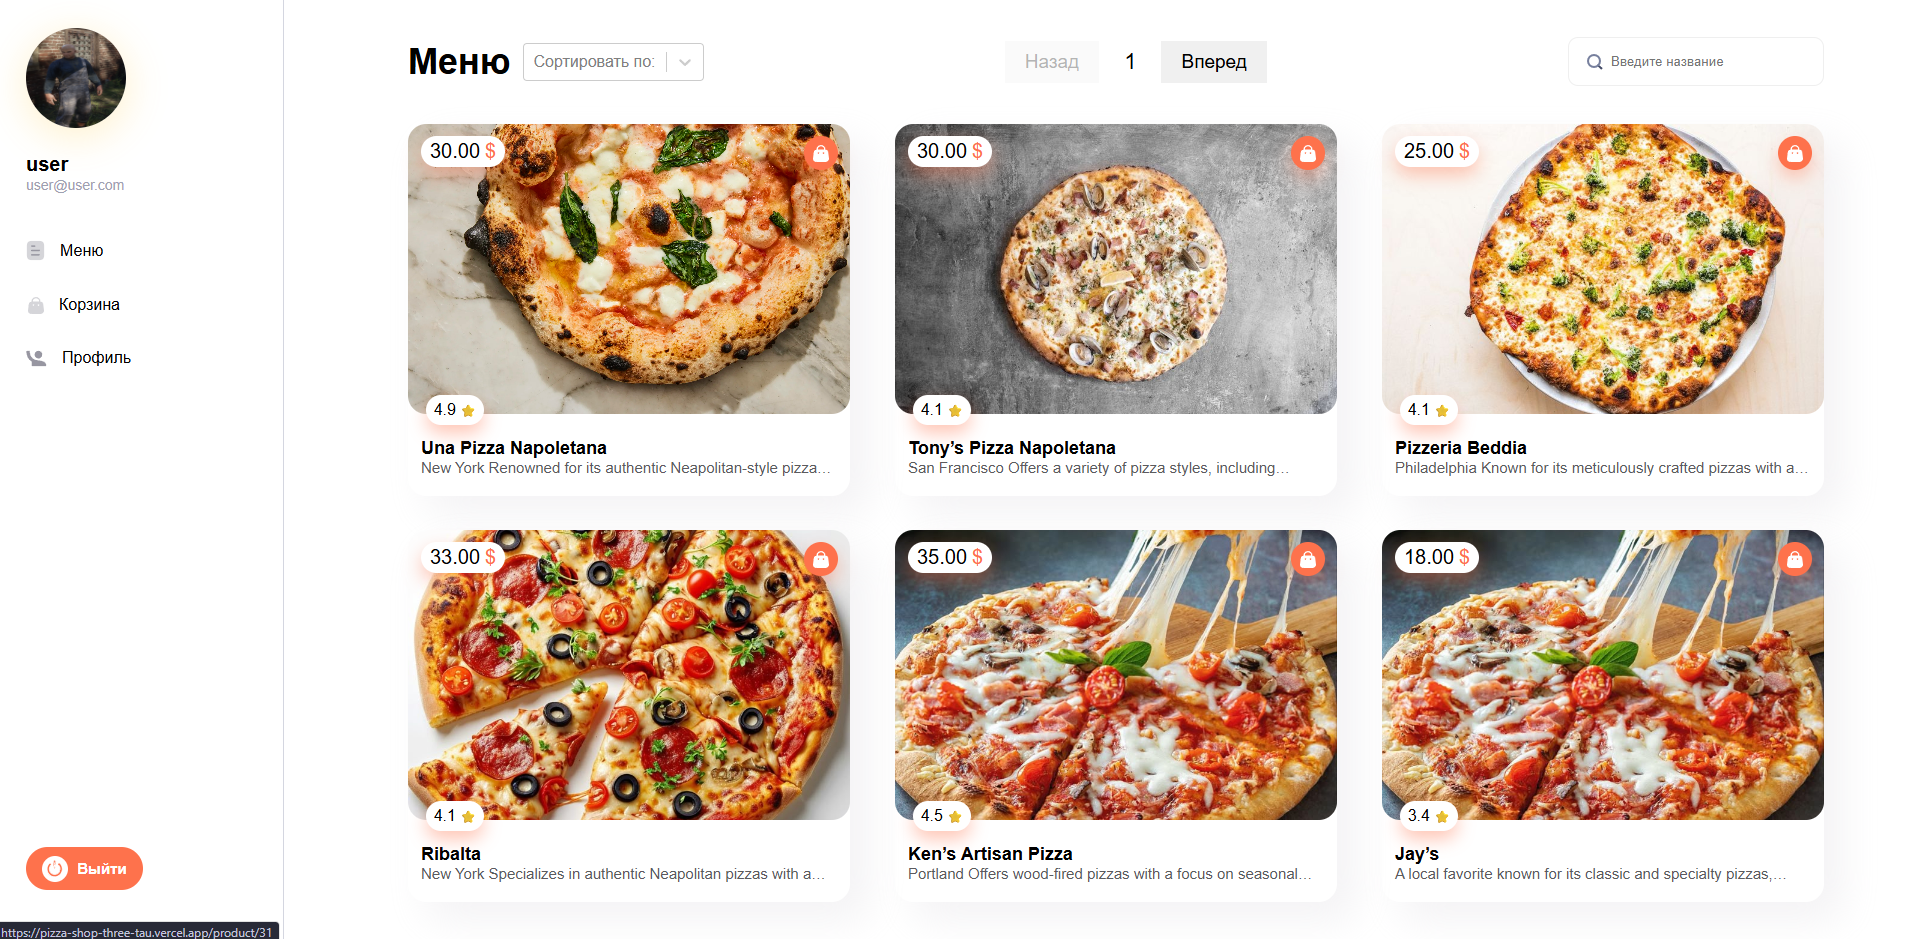 user
user@user.com
Меню
Корзина
Профиль
Выйти
https://pizza-shop-three-tau.vercel.app/product/31
Меню
Сортировать по:
Назад
1
Вперед
Введите название
30.00 $
4.9
Una Pizza Napoletana
New York Renowned for its authentic Neapolitan-style pizza…
30.00 $
4.1
Tony’s Pizza Napoletana
San Francisco Offers a variety of pizza styles, including…
25.00 $
4.1
Pizzeria Beddia
Philadelphia Known for its meticulously crafted pizzas with a…
33.00 $
4.1
Ribalta
New York Specializes in authentic Neapolitan pizzas with a…
35.00 $
4.5
Ken’s Artisan Pizza
Portland Offers wood-fired pizzas with a focus on seasonal…
18.00 $
3.4
Jay’s
A local favorite known for its classic and specialty pizzas,…